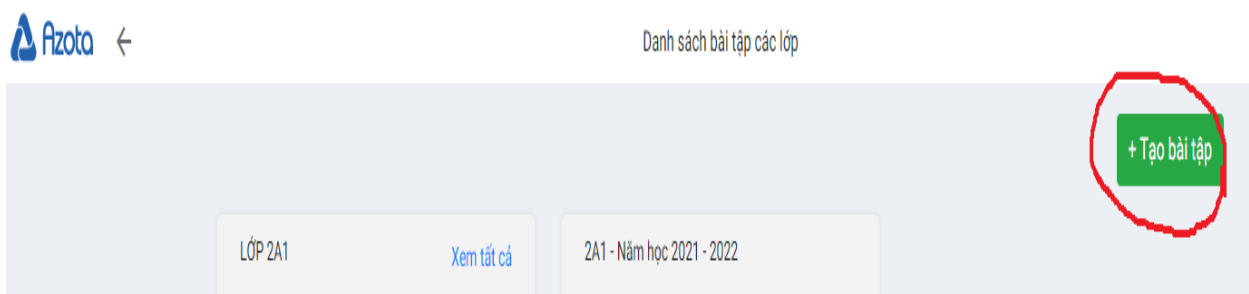 Azota
Danh sách bài tập các lớp
+ Tạo bài tập
LỚP 2A1
Xem tất cả
2A1 - Năm học 2021 - 2022